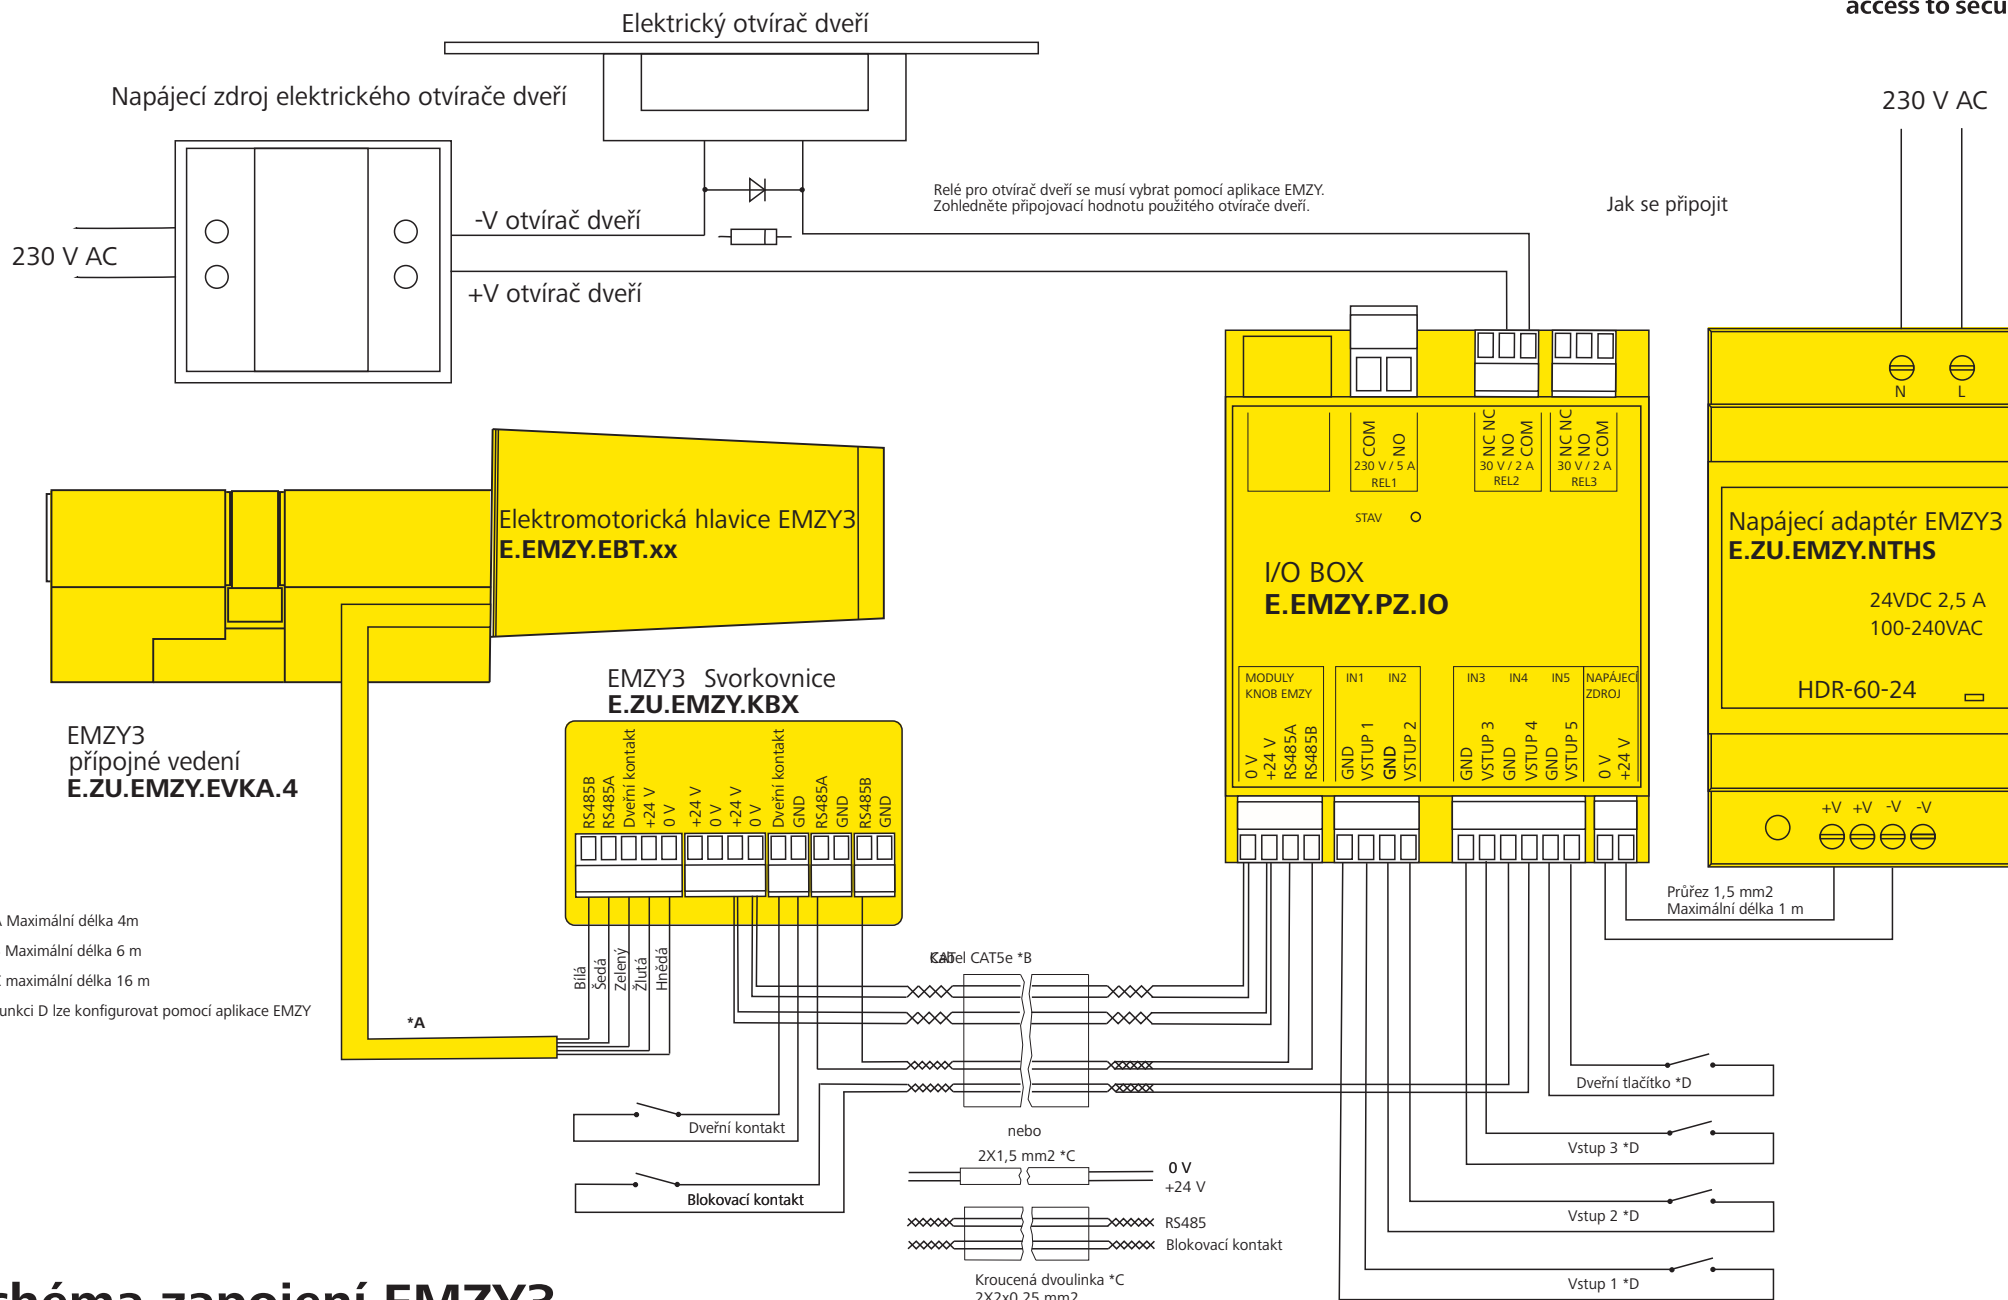 access to secu
Elektrický otvírač dveří
Napájecí zdroj elektrického otvírače dveří
230 V AC
Relé pro otvírač dveří se musí vybrat pomocí aplikace EMZY.
Zohledněte připojovací hodnotu použitého otvírače dveří.
Jak se připojit
-V otvírač dveří
230 V AC
+V otvírač dveří
N L
COM NO
230 V / 5 A
REL1
NC NC NO COM
30 V / 2 A
REL2
NC NC NO COM
30 V / 2 A
REL3
STAV
Elektromotorická hlavice EMZY3
E.EMZY.EBT.xx
I/O BOX
E.EMZY.PZ.IO
Napájecí adaptér EMZY3
E.ZU.EMZY.NTHS
24VDC 2,5 A
100-240VAC
HDR-60-24
+V +V -V -V
MODULY
KNOB EMZY
IN1 IN2
IN3 IN4 IN5
NAPÁJECÍ
ZDROJ
0 V
+24 V
RS485A
RS485B
GND
VSTUP 1
GND
VSTUP 2
GND
VSTUP 3
GND
VSTUP 4
GND
VSTUP 5
0 V
+24 V
EMZY3 Svorkovnice
E.ZU.EMZY.KBX
EMZY3
přípojné vedení
E.ZU.EMZY.EVKA.4
RS485B
RS485A
Dveřní kontakt
+24 V
0 V
+24 V
0 V
+24 V
0 V
Dveřní kontakt
GND
RS485A
GND
RS485B
GND
Průřez 1,5 mm2
Maximální délka 1 m
A Maximální délka 4m
Maximální délka 6 m
C maximální délka 16 m
unkci D lze konfigurovat pomocí aplikace EMZY
Bílá
Šedá
Zelený
Žlutá
Hnědá
*A
Kabel CAT5e *B
Dveřní kontakt
Blokovací kontakt
nebo
2X1,5 mm2 *C
0 V
+24 V
RS485
Blokovací kontakt
Kroucená dvoulinka *C
2X2x0,25 mm2
Dveřní tlačítko *D
Vstup 3 *D
Vstup 2 *D
Vstup 1 *D
chéma zapojení EMZY3